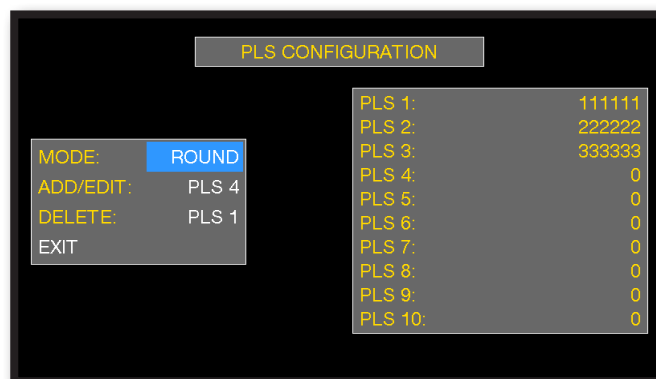 PLS CONFIGURATION
MODE: ROUND
ADD/EDIT: PLS 4
DELETE: PLS 1
EXIT
PLS 1: 111111
PLS 2: 222222
PLS 3: 333333
PLS 4: 0
PLS 5: 0
PLS 6: 0
PLS 7: 0
PLS 8: 0
PLS 9: 0
PLS 10: 0